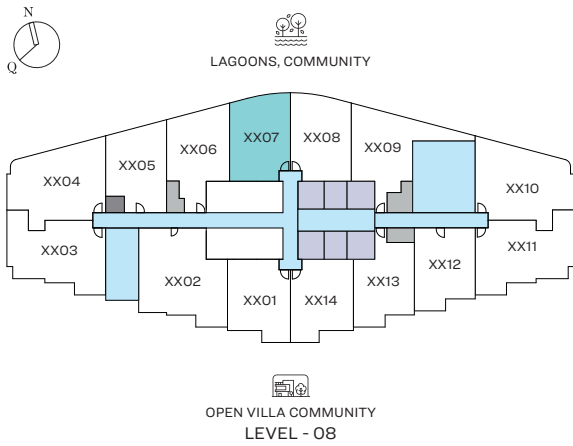 N
Q
LAGOONS, COMMUNITY
XX07
XX08
XX06
XX09
XX05
XX04
XX10
XX03
XX11
XX02
XX12
XX13
XX01
XX14
OPEN VILLA COMMUNITY
LEVEL - 08